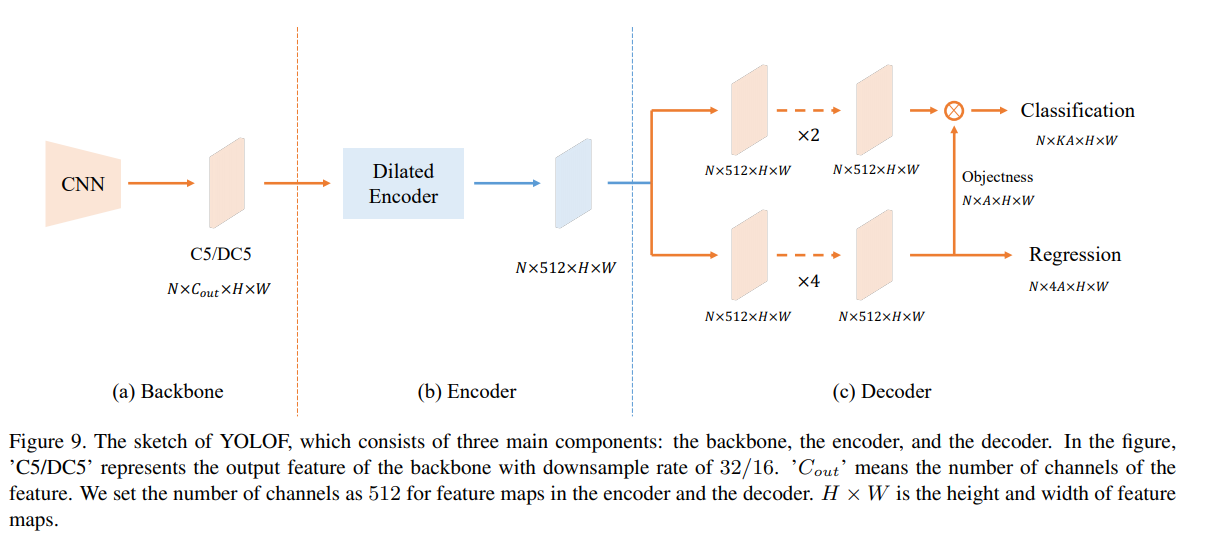 CNN
C5/DC5
N×C_out×H×W
(a) Backbone
Dilated
Encoder
N×512×H×W
(b) Encoder
×2
N×512×H×W
N×512×H×W
Classification
N×KA×H×W
Objectness
N×A×H×W
×4
N×512×H×W
N×512×H×W
Regression
N×4A×H×W
(c) Decoder
Figure 9. The sketch of YOLOF, which consists of three main components: the backbone, the encoder, and the decoder. In the figure,
’C5/DC5’ represents the output feature of the backbone with downsample rate of 32/16. ’C_out’ means the number of channels of the
feature. We set the number of channels as 512 for feature maps in the encoder and the decoder. H × W is the height and width of feature
maps.